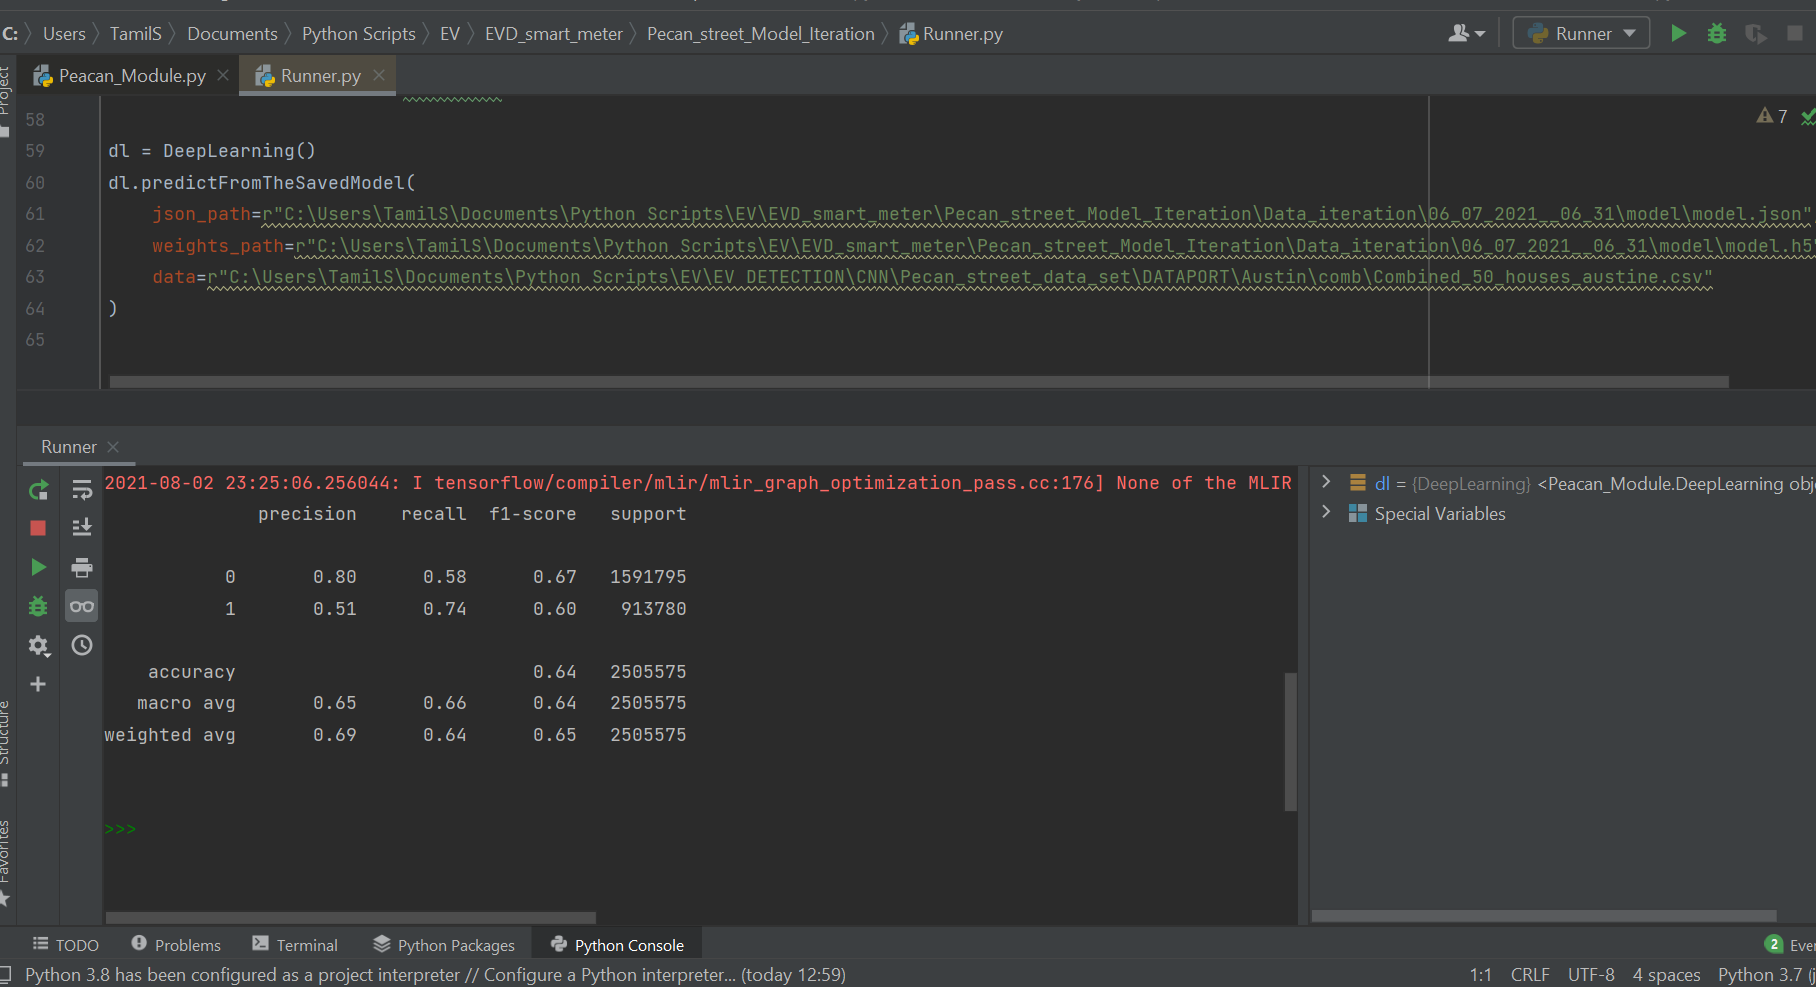 C: Users TamilS Documents Python Scripts EV EVD_smart_meter Pecan_street_Model_Iteration Runner.py
Runner
Project
Peacan_Module.py
Runner.py
7
58
59 dl = DeepLearning()
60 dl.predictFromTheSavedModel(
61 json_path=r"C:\Users\TamilS\Documents\Python Scripts\EV\EVD_smart_meter\Pecan_street_Model_Iteration\Data_iteration\06_07_2021__06_31\model\model.json"
62 weights_path=r"C:\Users\TamilS\Documents\Python Scripts\EV\EVD_smart_meter\Pecan_street_Model_Iteration\Data_iteration\06_07_2021__06_31\model\model.h5"
63 data=r"C:\Users\TamilS\Documents\Python Scripts\EV\EV DETECTION\CNN\Pecan_street_data_set\DATAPORT\Austin\comb\Combined_50_houses_austine.csv"
64 )
65
Runner
2021-08-02 23:25:06.256044: I tensorflow/compiler/mlir/mlir_graph_optimization_pass.cc:176] None of the MLIR
precision recall f1-score support
0 0.80 0.58 0.67 1591795
1 0.51 0.74 0.60 913780
accuracy 0.64 2505575
macro avg 0.65 0.66 0.64 2505575
weighted avg 0.69 0.64 0.65 2505575
>>>
dl = {DeepLearning} <Peacan_Module.DeepLearning obj
Special Variables
Structure
Favorites
TODO
Problems
Terminal
Python Packages
Python Console
2 Even
Python 3.8 has been configured as a project interpreter // Configure a Python interpreter... (today 12:59)
1:1 CRLF UTF-8 4 spaces Python 3.7 (j